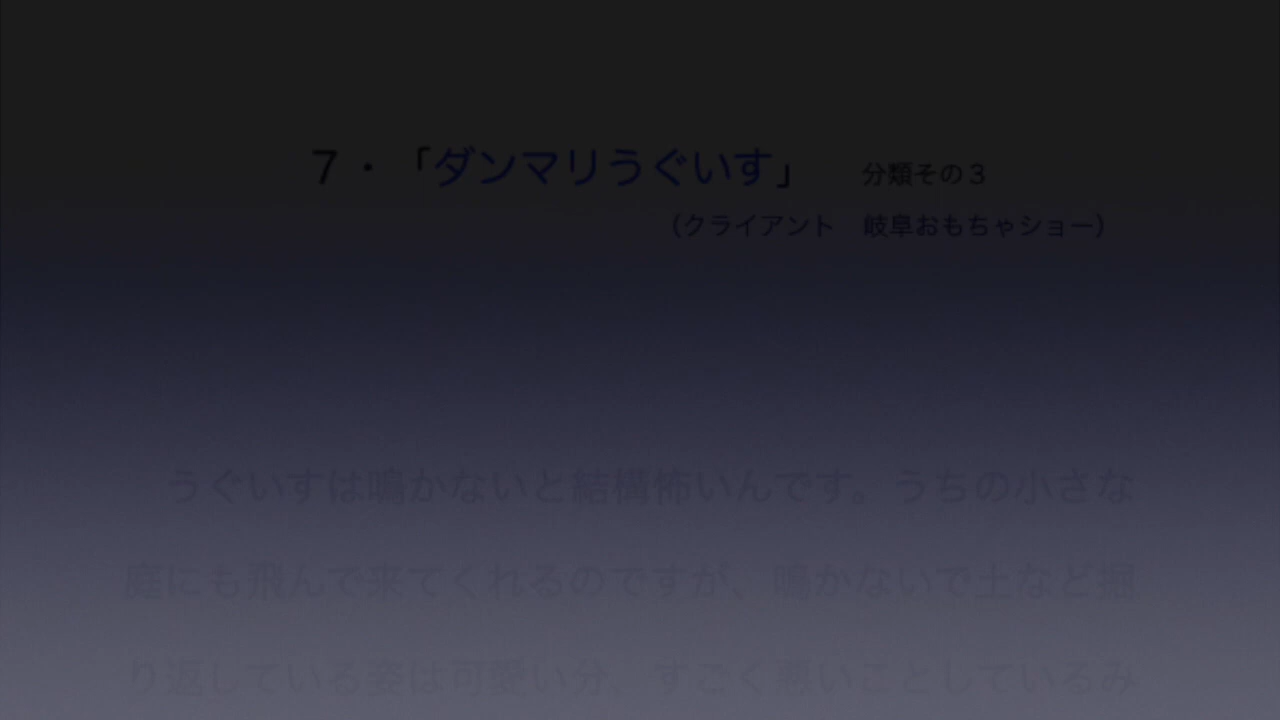 ７・「ダンマリうぐいす」　分類その３
（クライアント　岐阜おもちゃショー）
うぐいすは鳴かないと結構怖いんです。うちの小さな
庭にも飛んで来てくれるのですが、鳴かないで土など掘
り返している姿は可愛い分、すごく悪いことしているみ